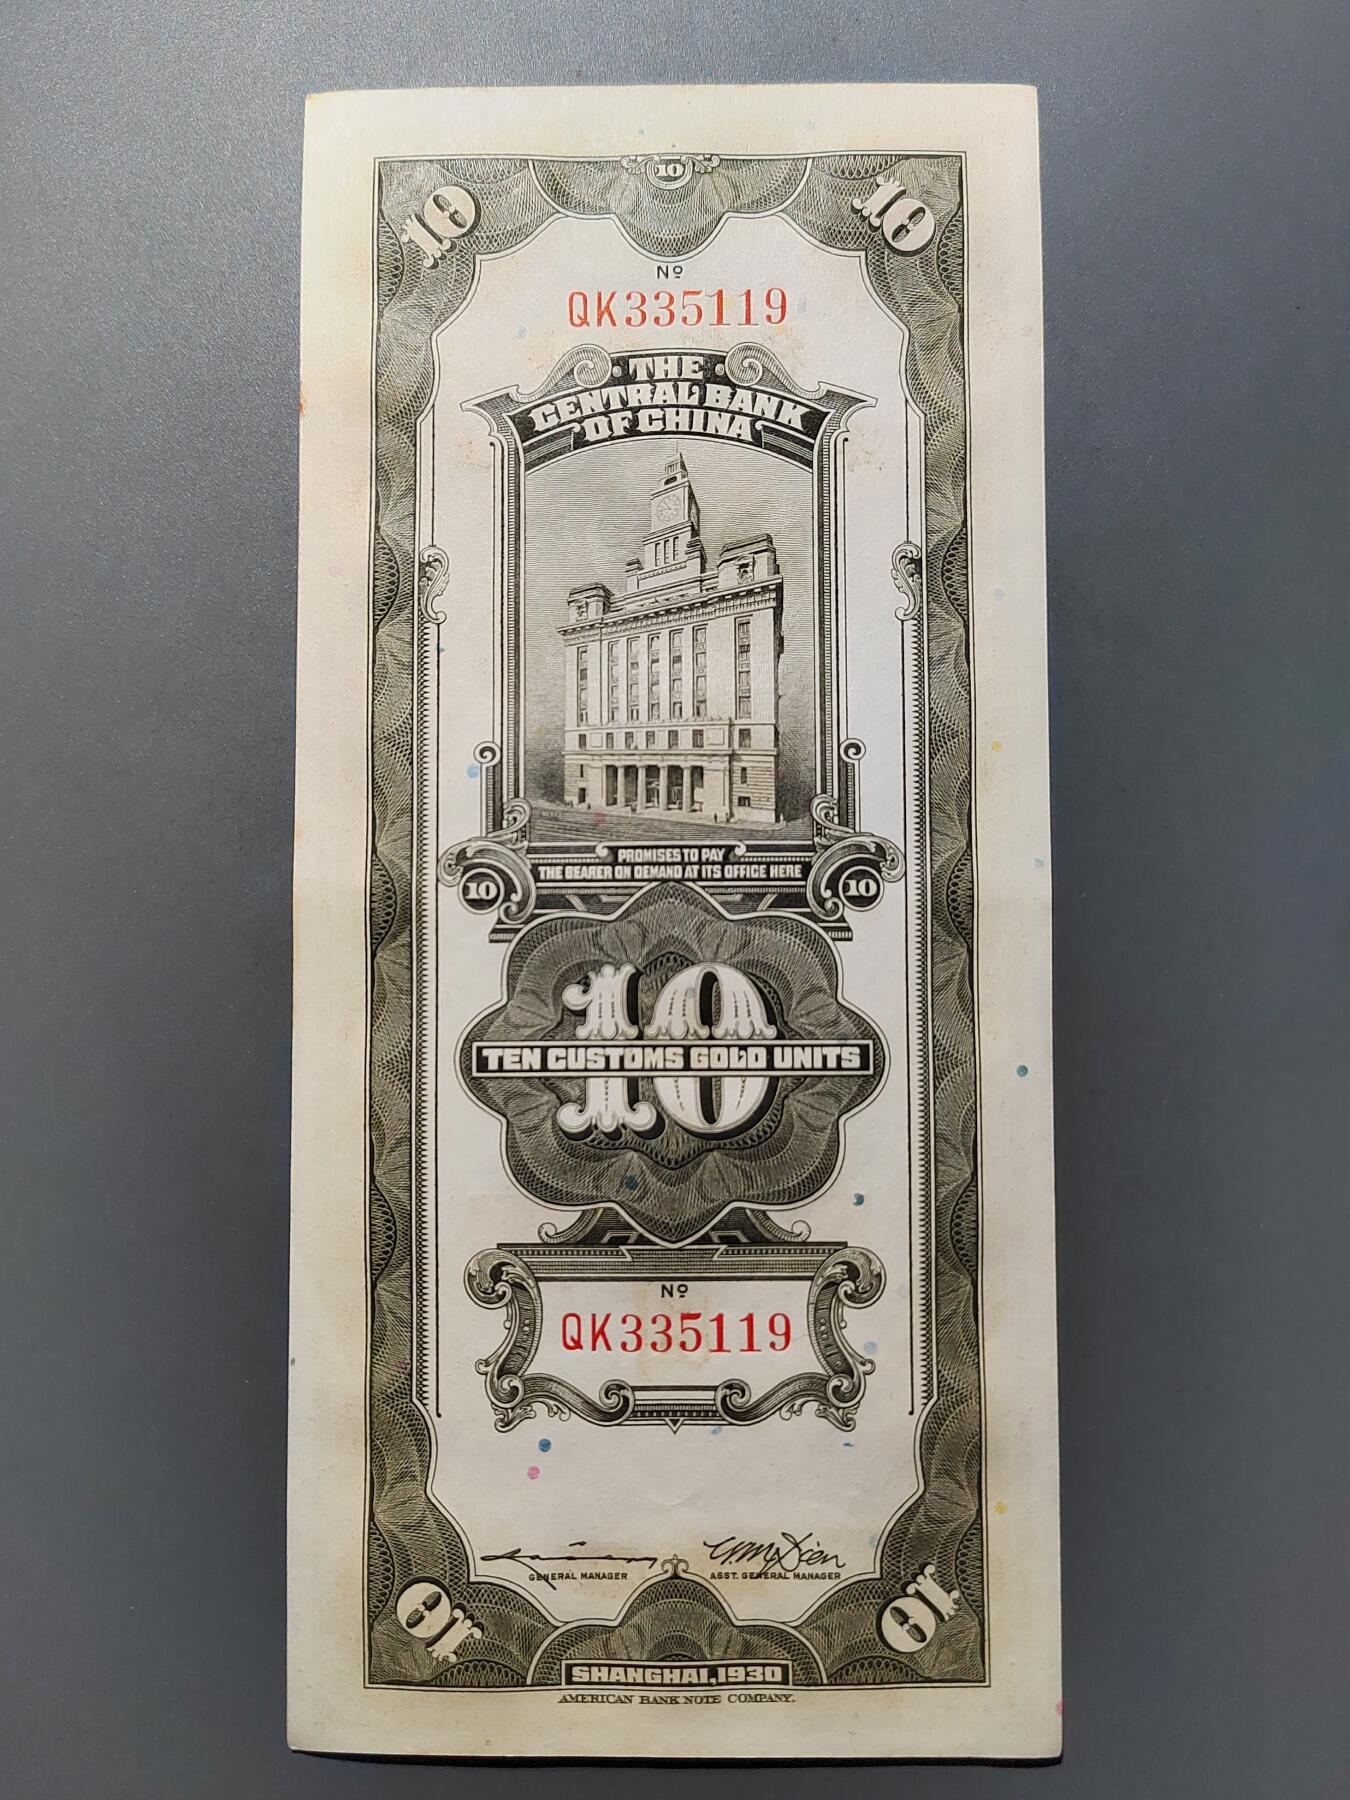 10
10
10
Nº
QK335119
THE
CENTRAL BANK
OF CHINA
PROMISES TO PAY
THE BEARER ON DEMAND AT ITS OFFICE HERE
10
10
10
TEN CUSTOMS GOLD UNITS
Nº
QK335119
GENERAL MANAGER
ASST. GENERAL MANAGER
10
10
SHANGHAI, 1930
AMERICAN BANK NOTE COMPANY.